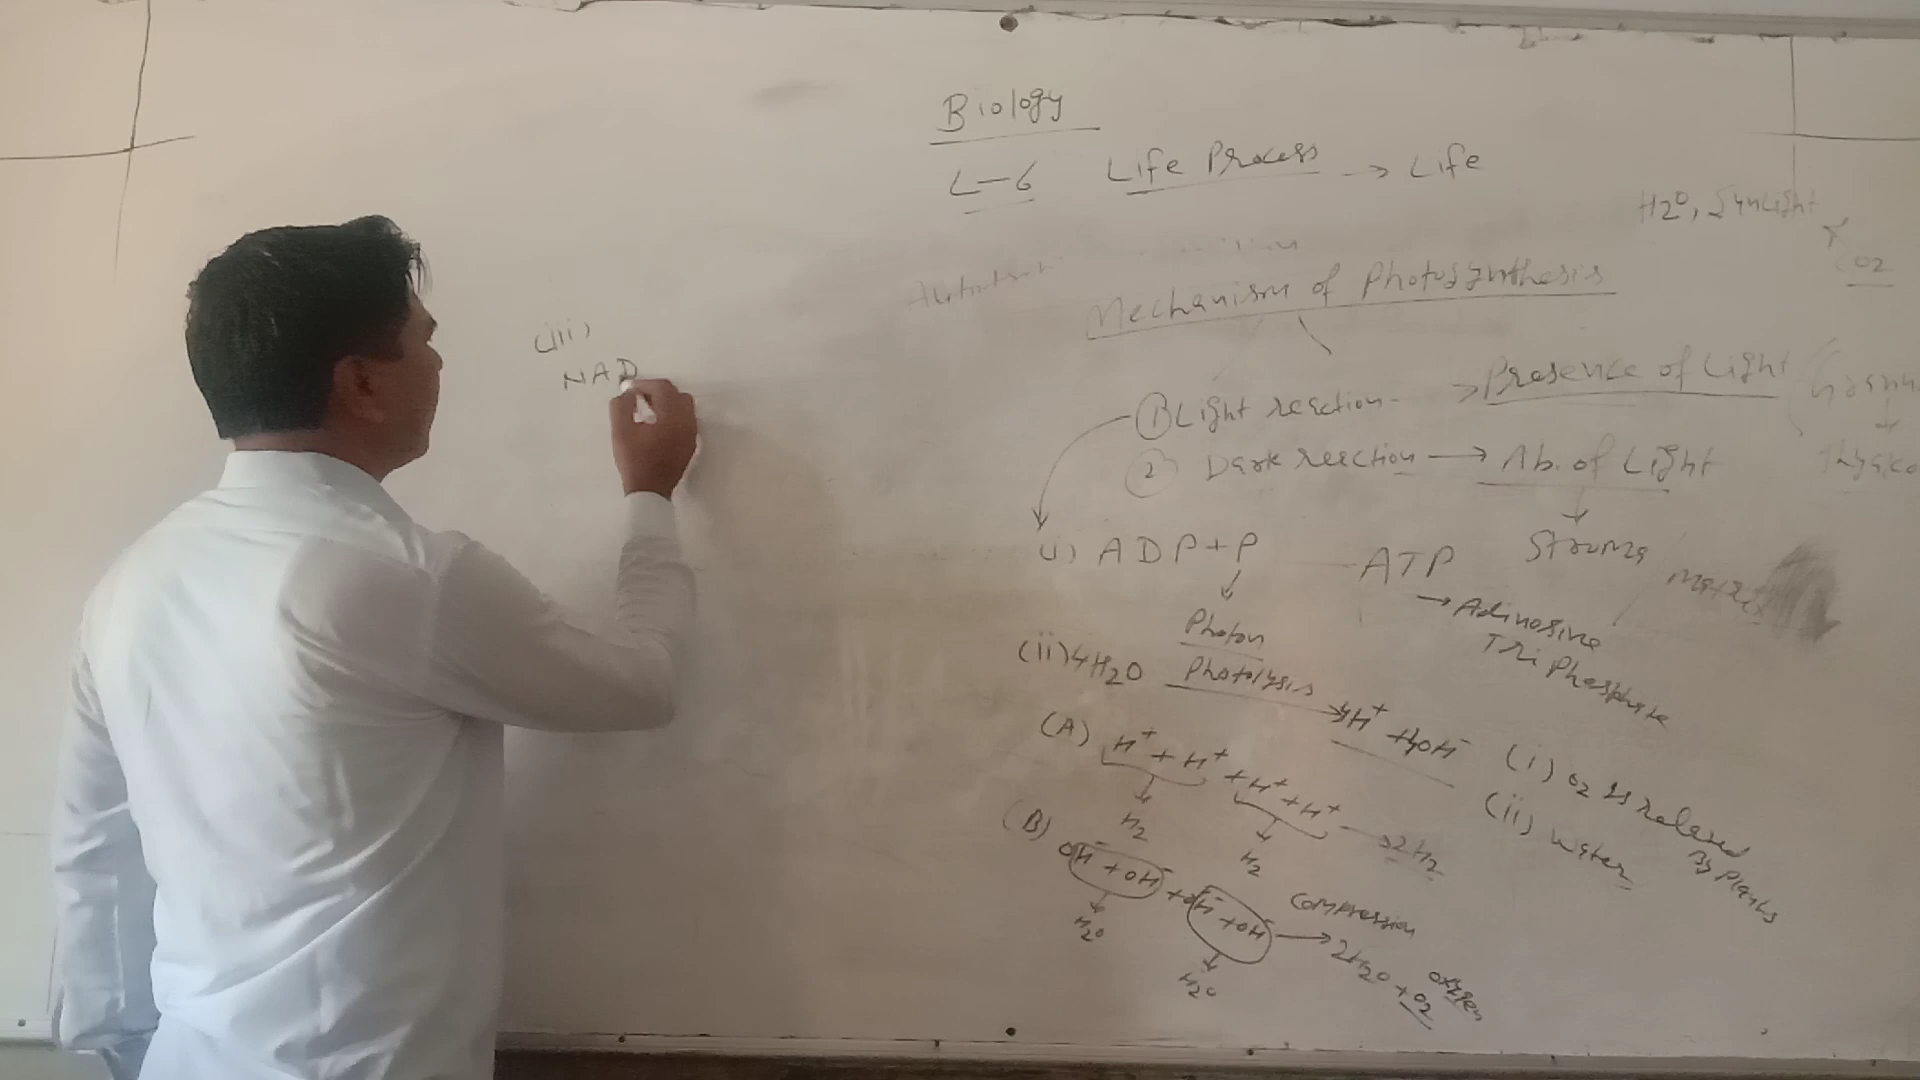 Biology
L-6 Life Process → Life
H2O, Sunlight
O2
Mechanism of Photosynthesis
① Light reaction → Presence of Light
② Dark reection → Ab. of Light
Stroma
Matrix
(i) ADP+P ATP
→ Adinosine
Tri Phosphate
Photon
(ii) 4H2O Photolysis → 4H+ + 4OH-
(A) H+ + H+ + H+ + H+ → 2H2
H2 H2
(B) OH- + OH- + OH- + OH- → 2H2O + O2
Compression
oxygen
H2O H2O
(i) O2 is
By Plants
(ii) water
(iii)
NAD